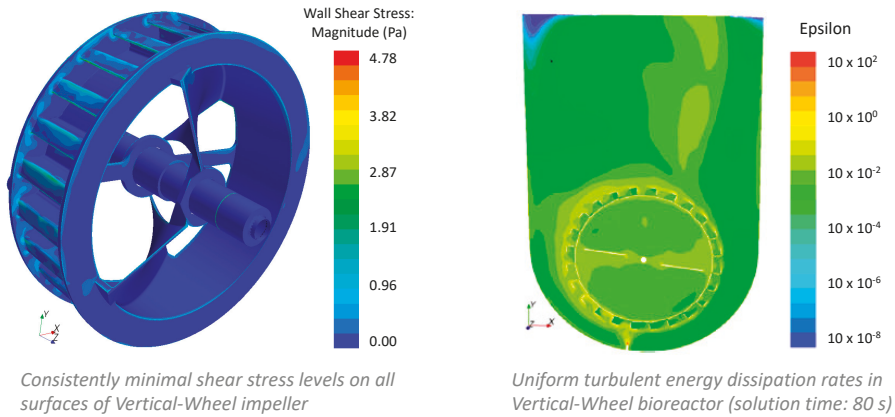 Wall Shear Stress:
Magnitude (Pa)
4.78
3.82
2.87
1.91
0.96
0.00
Y
X
Z
Consistently minimal shear stress levels on all
surfaces of Vertical-Wheel impeller
Epsilon
10 x 10²
10 x 10⁰
10 x 10⁻²
10 x 10⁻⁴
10 x 10⁻⁶
10 x 10⁻⁸
Y
Z X
Uniform turbulent energy dissipation rates in
Vertical-Wheel bioreactor (solution time: 80 s)